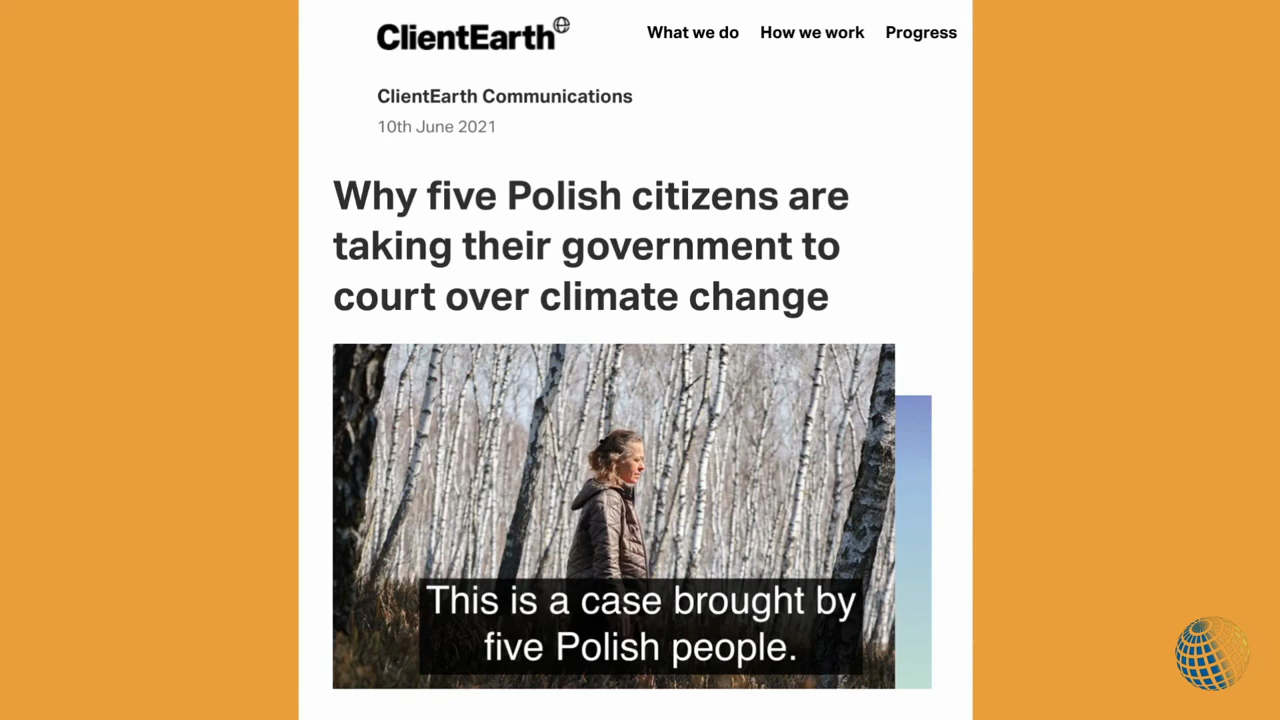 ClientEarth
What we do How we work Progress
ClientEarth Communications
10th June 2021
Why five Polish citizens are
taking their government to
court over climate change
This is a case brought by
five Polish people.